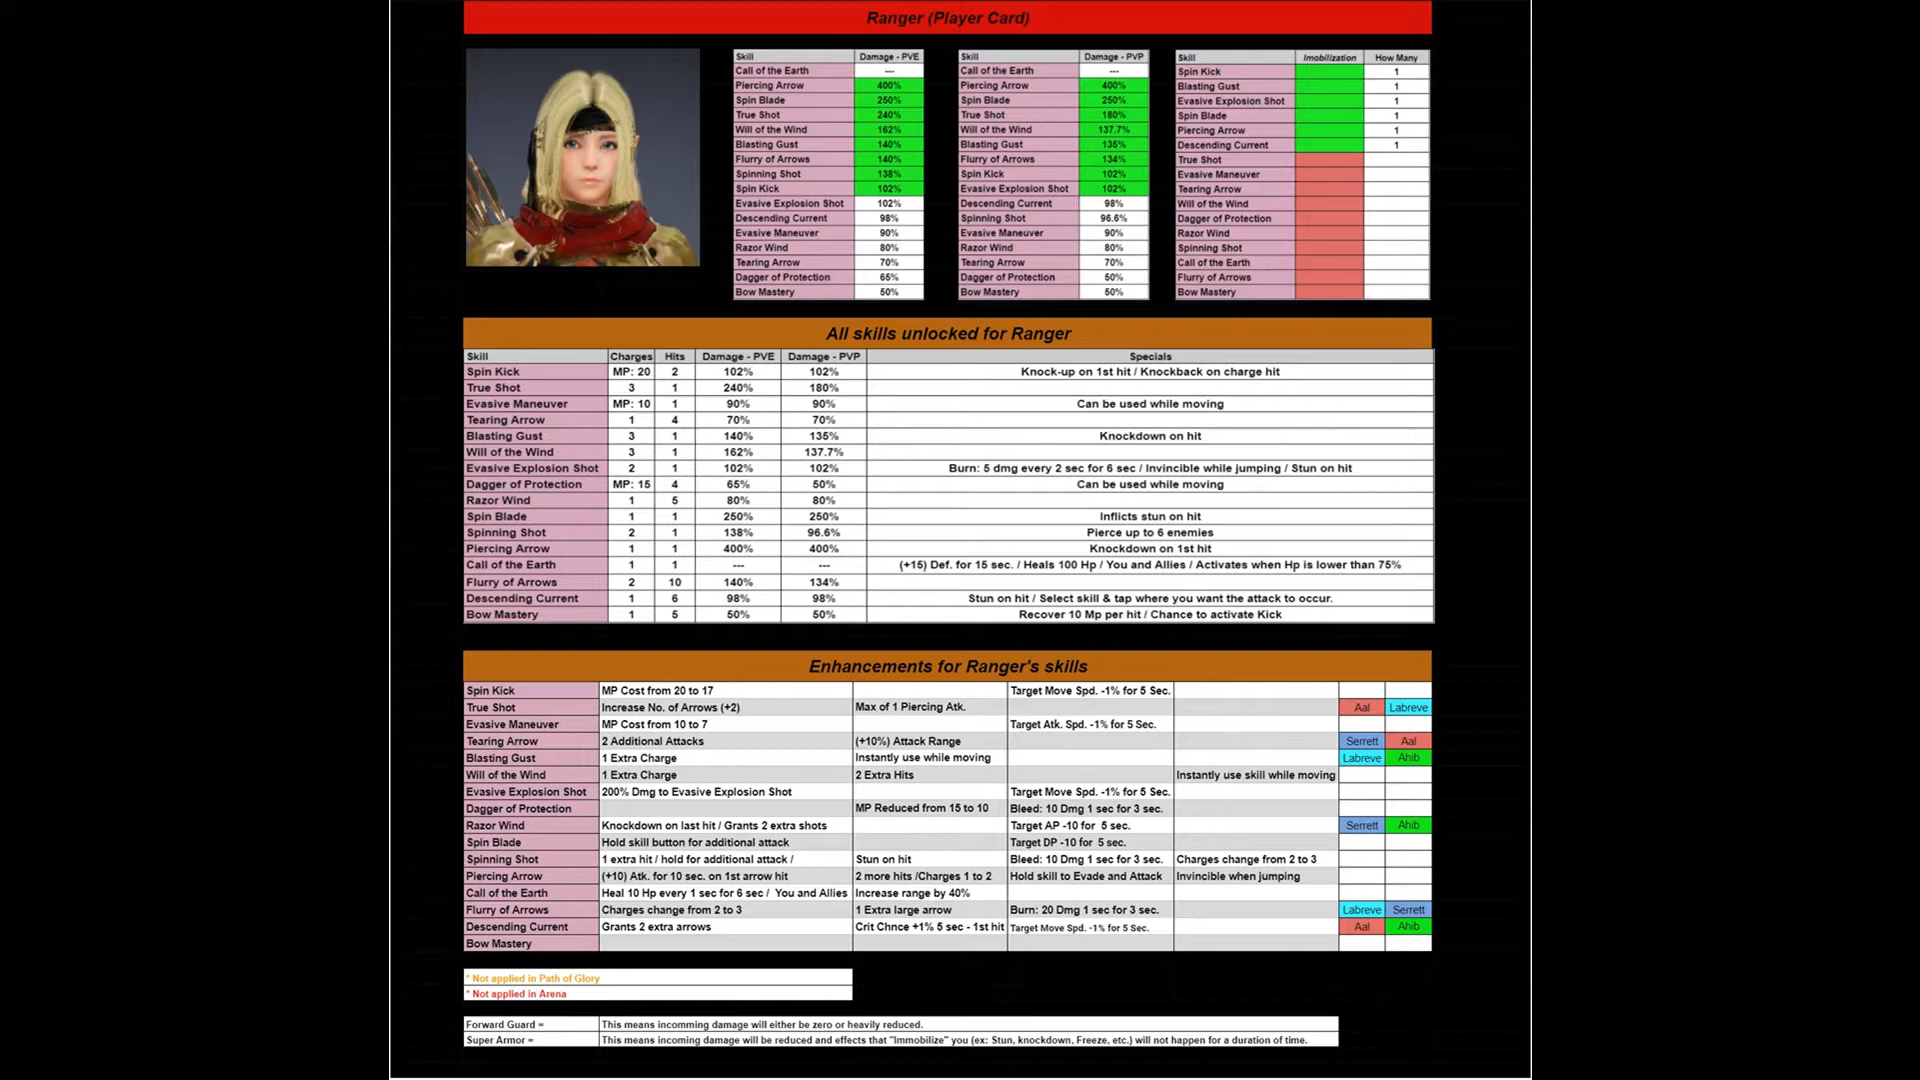 Ranger (Player Card)
Skill Damage - PVE
Call of the Earth ---
Piercing Arrow 400%
Spin Blade 250%
True Shot 240%
Will of the Wind 162%
Blasting Gust 140%
Flurry of Arrows 140%
Spinning Shot 138%
Spin Kick 102%
Evasive Explosion Shot 102%
Descending Current 98%
Evasive Maneuver 90%
Razor Wind 80%
Tearing Arrow 70%
Dagger of Protection 65%
Bow Mastery 50%
Skill Damage - PVP
Call of the Earth ---
Piercing Arrow 400%
Spin Blade 250%
True Shot 180%
Will of the Wind 137.7%
Blasting Gust 135%
Flurry of Arrows 134%
Spin Kick 102%
Evasive Explosion Shot 102%
Descending Current 98%
Spinning Shot 96.6%
Evasive Maneuver 90%
Razor Wind 80%
Tearing Arrow 70%
Dagger of Protection 50%
Bow Mastery 50%
Skill Imobilization How Many
Spin Kick 1
Blasting Gust 1
Evasive Explosion Shot 1
Spin Blade 1
Piercing Arrow 1
Descending Current 1
True Shot
Evasive Maneuver
Tearing Arrow
Will of the Wind
Dagger of Protection
Razor Wind
Spinning Shot
Call of the Earth
Flurry of Arrows
Bow Mastery
All skills unlocked for Ranger
Skill Charges Hits Damage - PVE Damage - PVP Specials
Spin Kick MP: 20 2 102% 102% Knock-up on 1st hit / Knockback on charge hit
True Shot 3 1 240% 180%
Evasive Maneuver MP: 10 1 90% 90% Can be used while moving
Tearing Arrow 1 4 70% 70%
Blasting Gust 3 1 140% 135% Knockdown on hit
Will of the Wind 3 1 162% 137.7%
Evasive Explosion Shot 2 1 102% 102% Burn: 5 dmg every 2 sec for 6 sec / Invincible while jumping / Stun on hit
Dagger of Protection MP: 15 4 65% 50% Can be used while moving
Razor Wind 1 5 80% 80%
Spin Blade 1 1 250% 250% Inflicts stun on hit
Spinning Shot 2 1 138% 96.6% Pierce up to 6 enemies
Piercing Arrow 1 1 400% 400% Knockdown on 1st hit
Call of the Earth 1 1 --- --- (+15) Def. for 15 sec. / Heals 100 Hp / You and Allies / Activates when Hp is lower than 75%
Flurry of Arrows 2 10 140% 134%
Descending Current 1 6 98% 98% Stun on hit / Select skill & tap where you want the attack to occur.
Bow Mastery 1 5 50% 50% Recover 10 Mp per hit / Chance to activate Kick
Enhancements for Ranger's skills
Spin Kick MP Cost from 20 to 17 Target Move Spd. -1% for 5 Sec.
True Shot Increase No. of Arrows (+2) Max of 1 Piercing Atk. Aal Labreve
Evasive Maneuver MP Cost from 10 to 7 Target Atk. Spd. -1% for 5 Sec.
Tearing Arrow 2 Additional Attacks (+10%) Attack Range Serrett Aal
Blasting Gust 1 Extra Charge Instantly use while moving Labreve Ahib
Will of the Wind 1 Extra Charge 2 Extra Hits Instantly use skill while moving
Evasive Explosion Shot 200% Dmg to Evasive Explosion Shot Target Move Spd. -1% for 5 Sec.
Dagger of Protection MP Reduced from 15 to 10 Bleed: 10 Dmg 1 sec for 3 sec.
Razor Wind Knockdown on last hit / Grants 2 extra shots Target AP -10 for 5 sec. Serrett Ahib
Spin Blade Hold skill button for additional attack Target DP -10 for 5 sec.
Spinning Shot 1 extra hit / hold for additional attack / Stun on hit Bleed: 10 Dmg 1 sec for 3 sec. Charges change from 2 to 3
Piercing Arrow (+10) Atk. for 10 sec. on 1st arrow hit 2 more hits /Charges 1 to 2 Hold skill to Evade and Attack Invincible when jumping
Call of the Earth Heal 10 Hp every 1 sec for 6 sec / You and Allies Increase range by 40%
Flurry of Arrows Charges change from 2 to 3 1 Extra large arrow Burn: 20 Dmg 1 sec for 3 sec. Labreve Serrett
Descending Current Grants 2 extra arrows Crit Chnce +1% 5 sec - 1st hit Target Move Spd. -1% for 5 Sec. Aal Ahib
Bow Mastery
* Not applied in Path of Glory
* Not applied in Arena
Forward Guard = This means incomming damage will either be zero or heavily reduced.
Super Armor = This means incoming damage will be reduced and effects that "Immobilize" you (ex: Stun, knockdown, Freeze, etc.) will not happen for a duration of time.